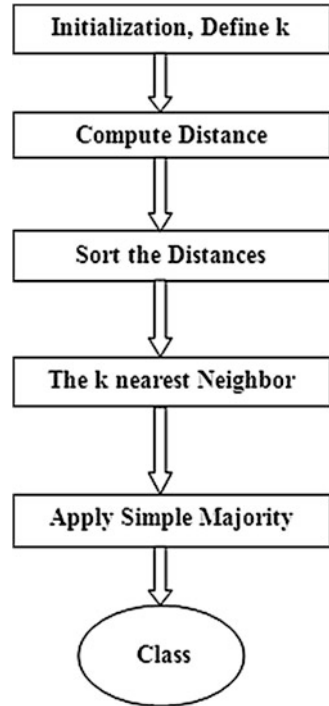 Initialization, Define k
Compute Distance
Sort the Distances
The k nearest Neighbor
Apply Simple Majority
Class